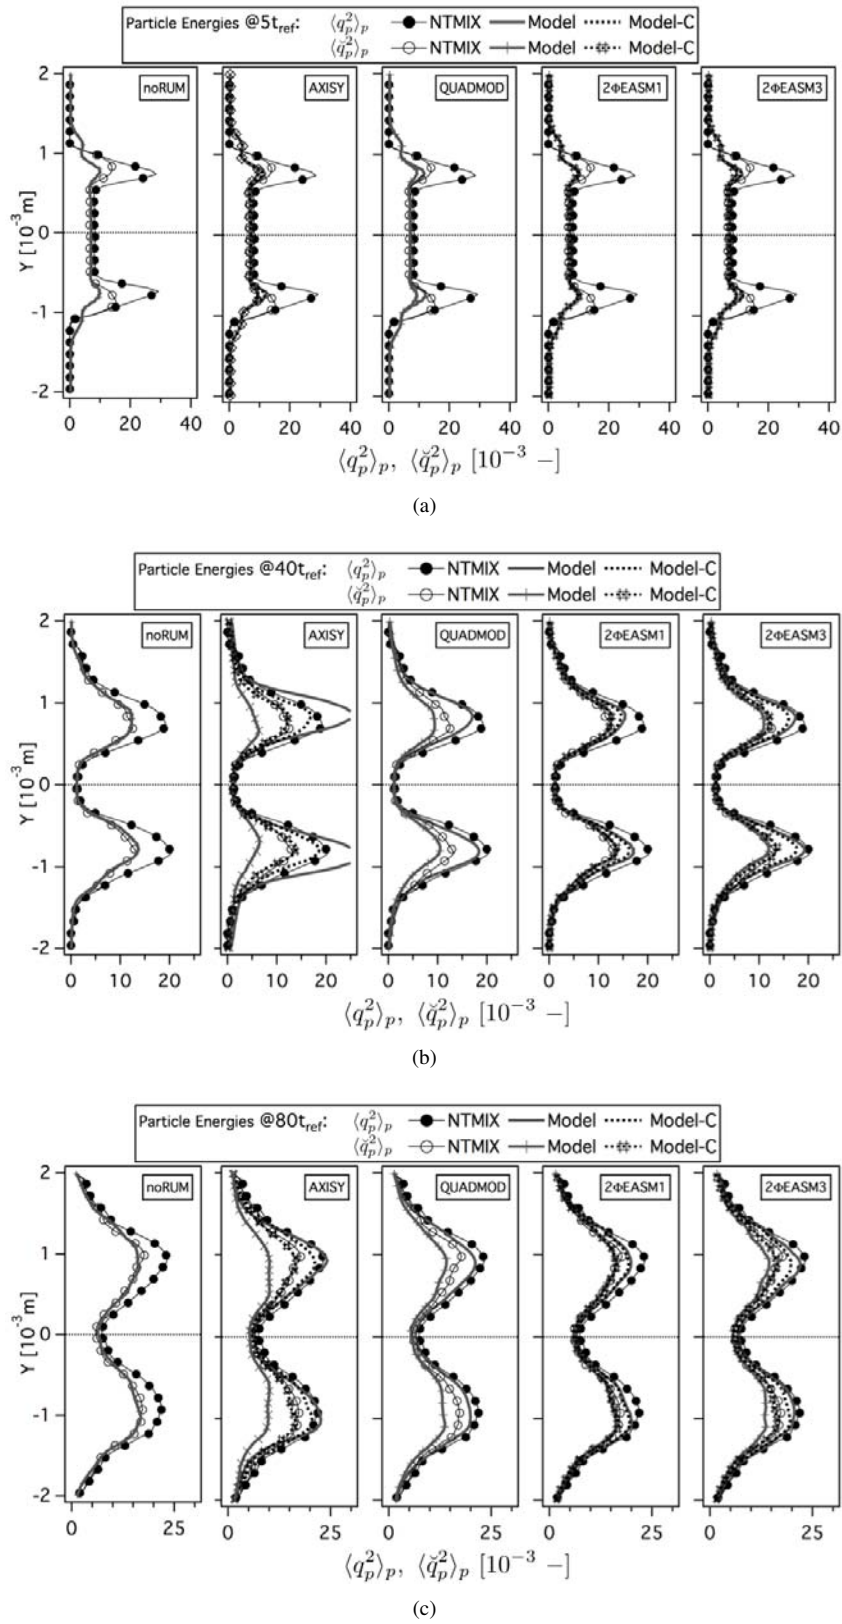 Particle Energies @5t_ref: ⟨q_p^2⟩_p NTMIX Model Model-C
⟨q̆_p^2⟩_p NTMIX Model Model-C
noRUM AXISY QUADMOD 2ΦEASM1 2ΦEASM3
2
1
0
-1
-2
Y [10^-3 m]
0 20 40 0 20 40 0 20 40 0 20 40 0 20 40
⟨q_p^2⟩_p, ⟨q̆_p^2⟩_p [10^−3 −]
(a)
Particle Energies @40t_ref: ⟨q_p^2⟩_p NTMIX Model Model-C
⟨q̆_p^2⟩_p NTMIX Model Model-C
noRUM AXISY QUADMOD 2ΦEASM1 2ΦEASM3
2
1
0
-1
-2
Y [10^-3 m]
0 10 20 0 10 20 0 10 20 0 10 20 0 10 20
⟨q_p^2⟩_p, ⟨q̆_p^2⟩_p [10^−3 −]
(b)
Particle Energies @80t_ref: ⟨q_p^2⟩_p NTMIX Model Model-C
⟨q̆_p^2⟩_p NTMIX Model Model-C
noRUM AXISY QUADMOD 2ΦEASM1 2ΦEASM3
2
1
0
-1
-2
Y [10^-3 m]
0 25 0 25 0 25 0 25 0 25
⟨q_p^2⟩_p, ⟨q̆_p^2⟩_p [10^−3 −]
(c)